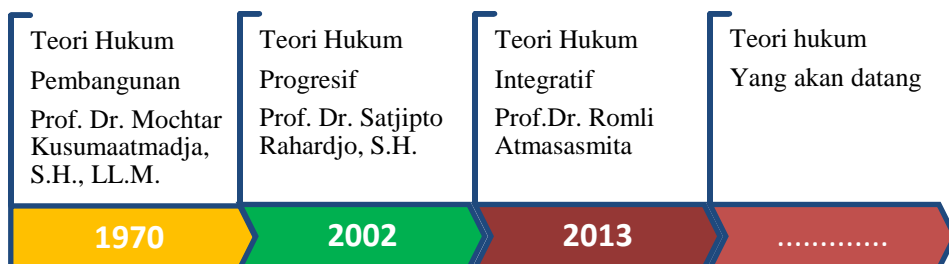 Teori Hukum
Pembangunan
Prof. Dr. Mochtar
Kusumaatmadja,
S.H., LL.M.
1970
Teori Hukum
Progresif
Prof. Dr. Satjipto
Rahardjo, S.H.
2002
Teori Hukum
Integratif
Prof.Dr. Romli
Atmasasmita
2013
Teori hukum
Yang akan datang
.............